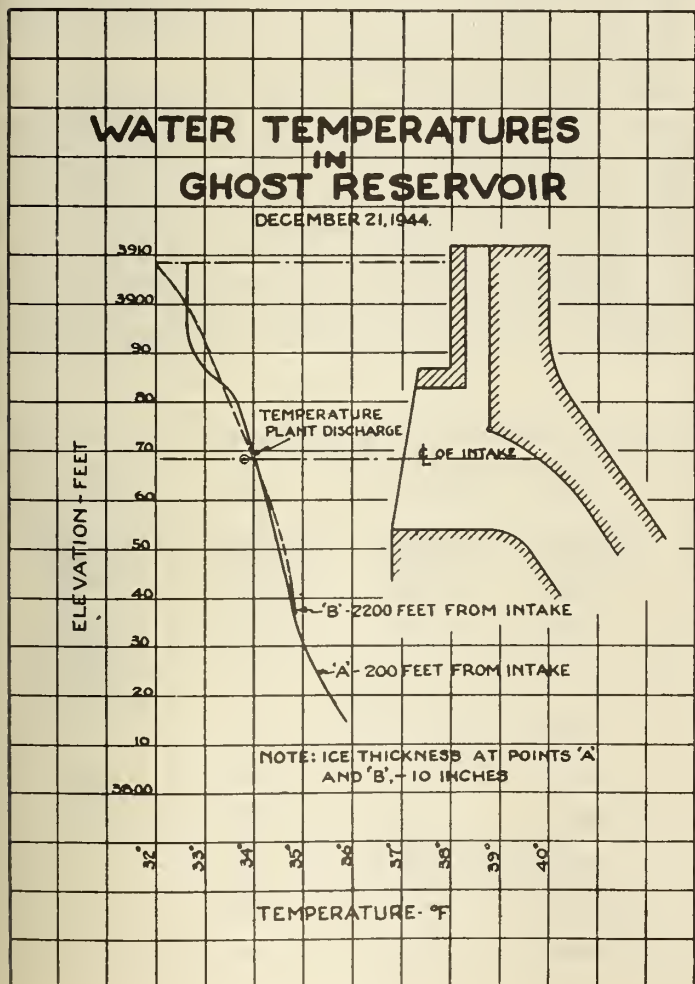 WATER TEMPERATURES
IN
GHOST RESERVOIR
DECEMBER 21, 1944.
3910
3900
90
80
TEMPERATURE
PLANT DISCHARGE
70
℄ OF INTAKE
60
50
40
'B'-2200 FEET FROM INTAKE
30
'A'-200 FEET FROM INTAKE
20
10
NOTE: ICE THICKNESS AT POINTS 'A'
AND 'B',-10 INCHES
3800
ELEVATION-FEET
32° 33° 34° 35° 36° 37° 38° 39° 40°
TEMPERATURE-°F